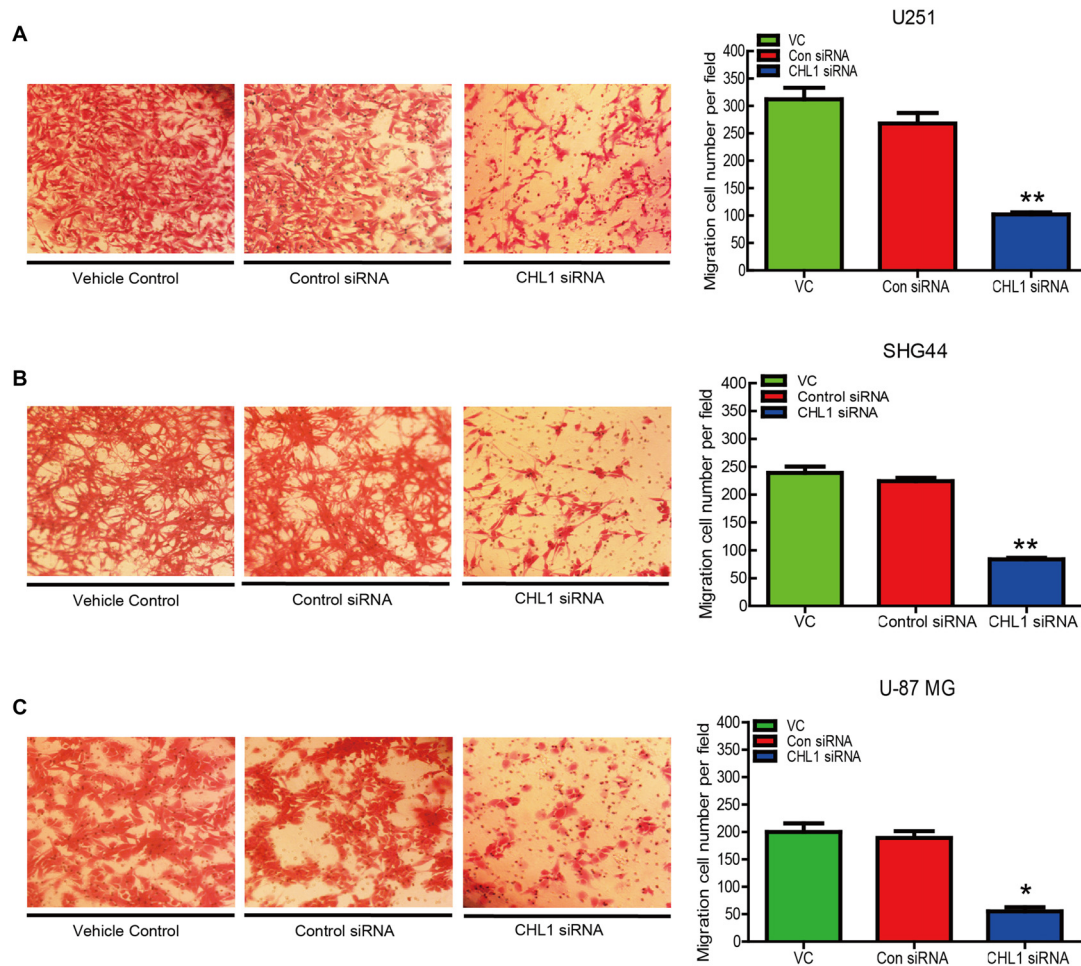 A
Vehicle Control
Control siRNA
CHL1 siRNA
U251
VC
Con siRNA
CHL1 siRNA
Migration cell number per field
400
350
300
250
200
150
100
50
0
**
VC
Con siRNA
CHL1 siRNA
B
Vehicle Control
Control siRNA
CHL1 siRNA
SHG44
VC
Control siRNA
CHL1 siRNA
Migration cell number per field
400
350
300
250
200
150
100
50
0
**
VC
Control siRNA
CHL1 siRNA
C
Vehicle Control
Control siRNA
CHL1 siRNA
U-87 MG
VC
Con siRNA
CHL1 siRNA
Migration cell number per field
400
350
300
250
200
150
100
50
0
*
VC
Con siRNA
CHL1 siRNA